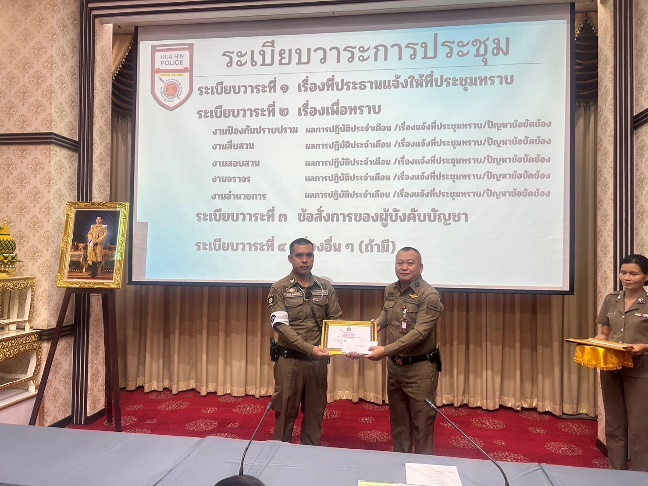 HUA HIN
POLICE
ระเบียบวาระการประชุม
ระเบียบวาระที่ ๑ เรื่องที่ประธานแจ้งให้ที่ประชุมทราบ
ระเบียบวาระที่ ๒ เรื่องเพื่อทราบ
งานป้องกันปราบปราม ผลการปฏิบัติประจำเดือน /เรื่องแจ้งที่ประชุมทราบ/ปัญหาข้อขัดข้อง
งานสืบสวน ผลการปฏิบัติประจำเดือน /เรื่องแจ้งที่ประชุมทราบ/ปัญหาข้อขัดข้อง
งานสอบสวน ผลการปฏิบัติประจำเดือน /เรื่องแจ้งที่ประชุมทราบ/ปัญหาข้อขัดข้อง
งานจราจร ผลการปฏิบัติประจำเดือน /เรื่องแจ้งที่ประชุมทราบ/ปัญหาข้อขัดข้อง
งานอำนวยการ ผลการปฏิบัติประจำเดือน /เรื่องแจ้งที่ประชุมทราบ/ปัญหาข้อขัดข้อง
ระเบียบวาระที่ ๓ ข้อสั่งการของผู้บังคับบัญชา
ระเบียบวาระที่ ๔ อื่น ๆ (ถ้ามี)